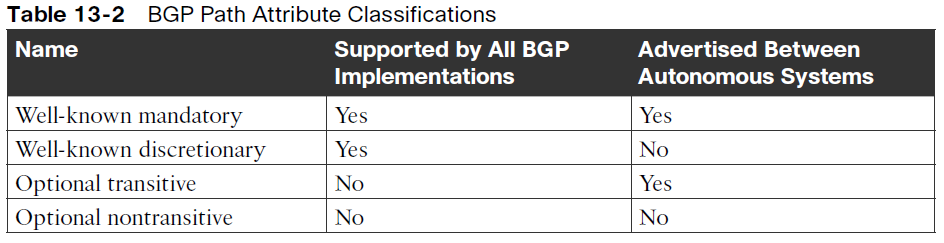 Table 13-2 BGP Path Attribute Classifications
Name Supported by All BGP Implementations Advertised Between Autonomous Systems
Well-known mandatory Yes Yes
Well-known discretionary Yes No
Optional transitive No Yes
Optional nontransitive No No